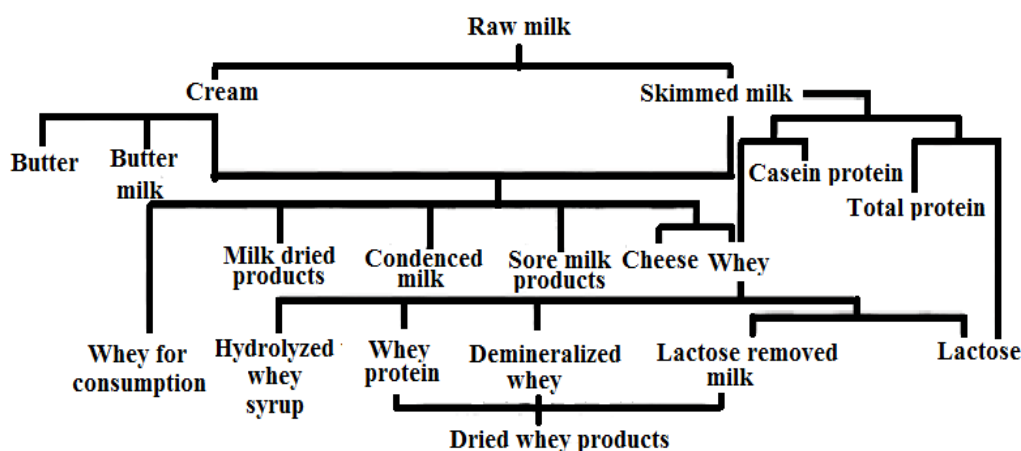 Raw milk
Cream
Skimmed milk
Butter
Butter
milk
Casein protein
Total protein
Milk dried
products
Condenced
milk
Sore milk
products
Cheese
Whey
Whey for
consumption
Hydrolyzed
whey
syrup
Whey
protein
Demineralized
whey
Lactose removed
milk
Lactose
Dried whey products